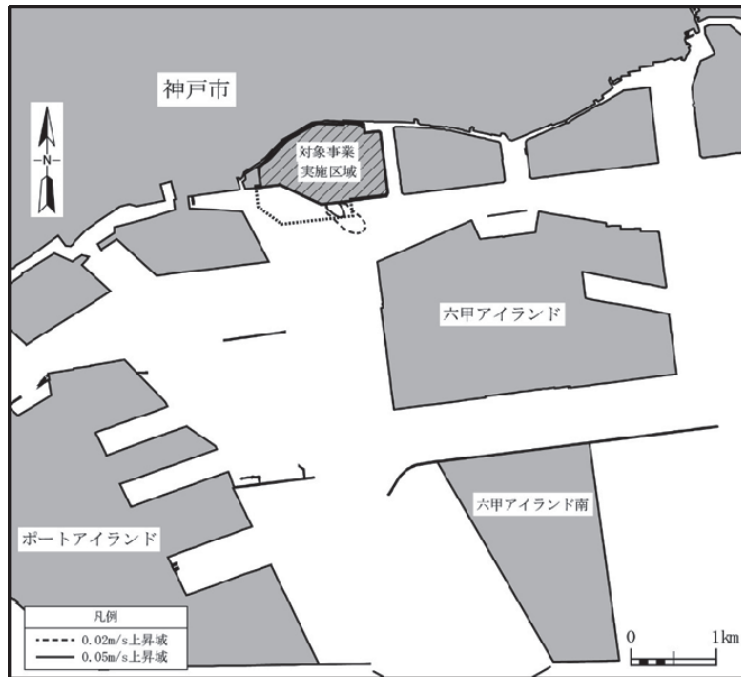 神戸市
N
対象事業
実施区域
六甲アイランド
六甲アイランド南
ポートアイランド
凡例
0.02m/s上昇域
0.05m/s上昇域
0 1km